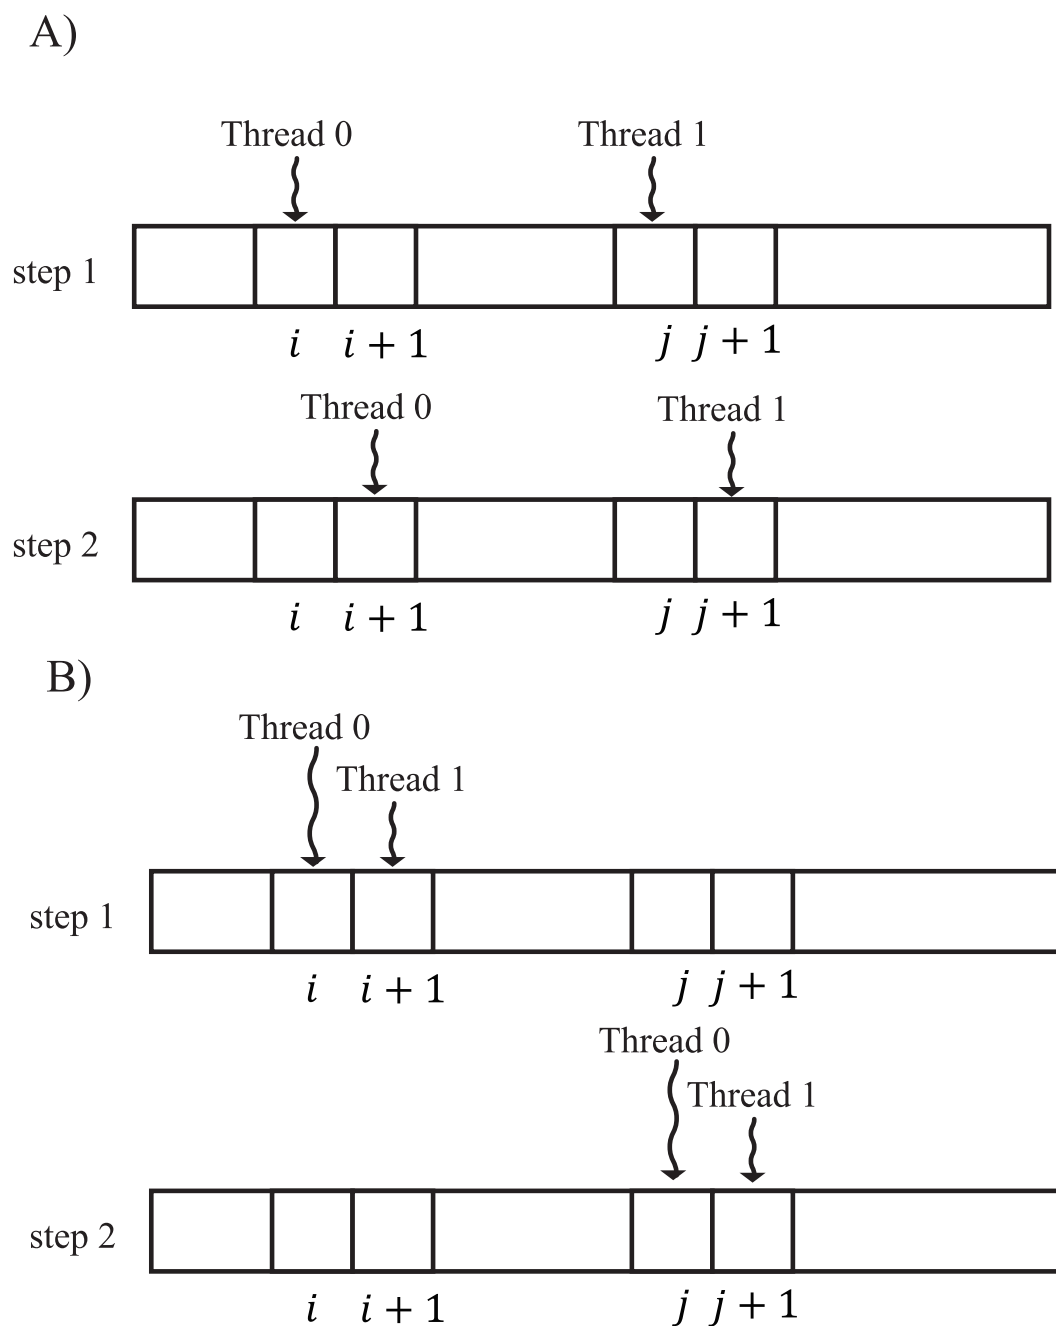 A)
Thread 0 Thread 1
step 1
i i + 1 j j + 1
Thread 0 Thread 1
step 2
i i + 1 j j + 1
B)
Thread 0
Thread 1
step 1
i i + 1 j j + 1
Thread 0
Thread 1
step 2
i i + 1 j j + 1